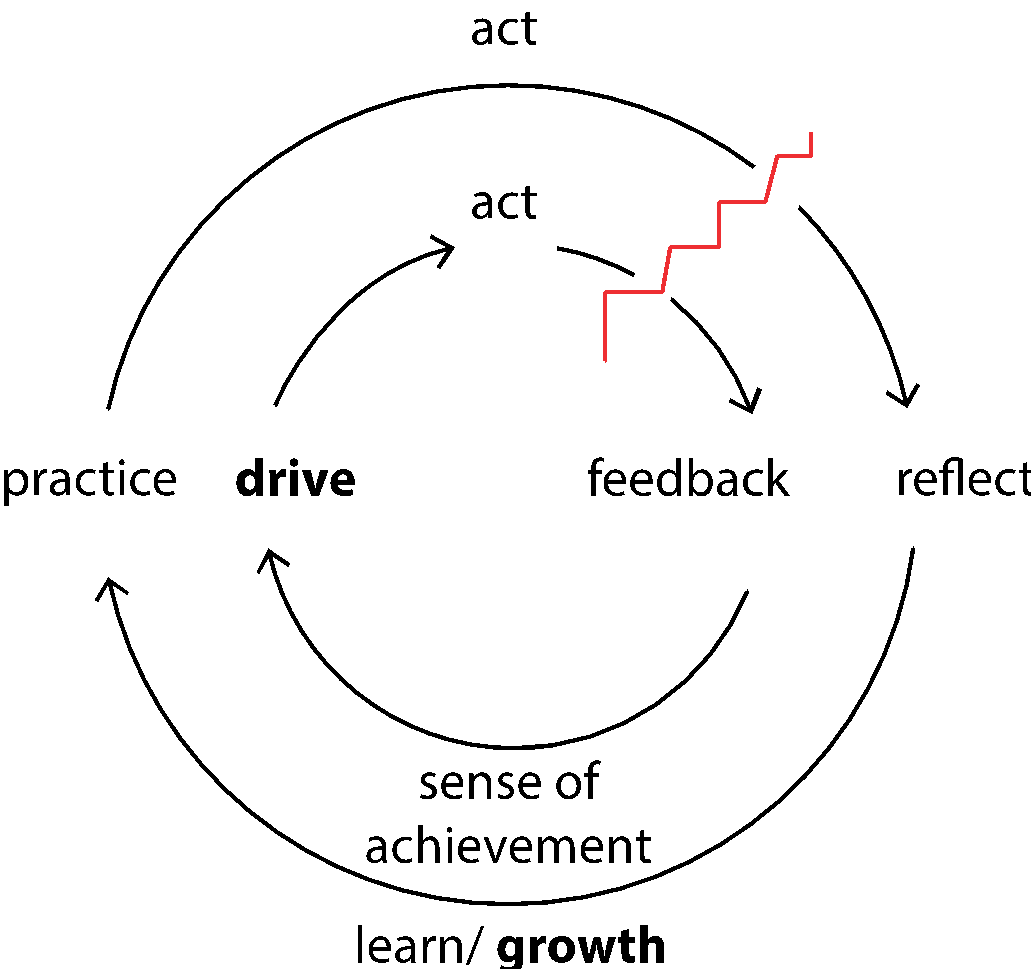 act
act
practice
drive
feedback
reflect
sense of
achievement
learn/ growth